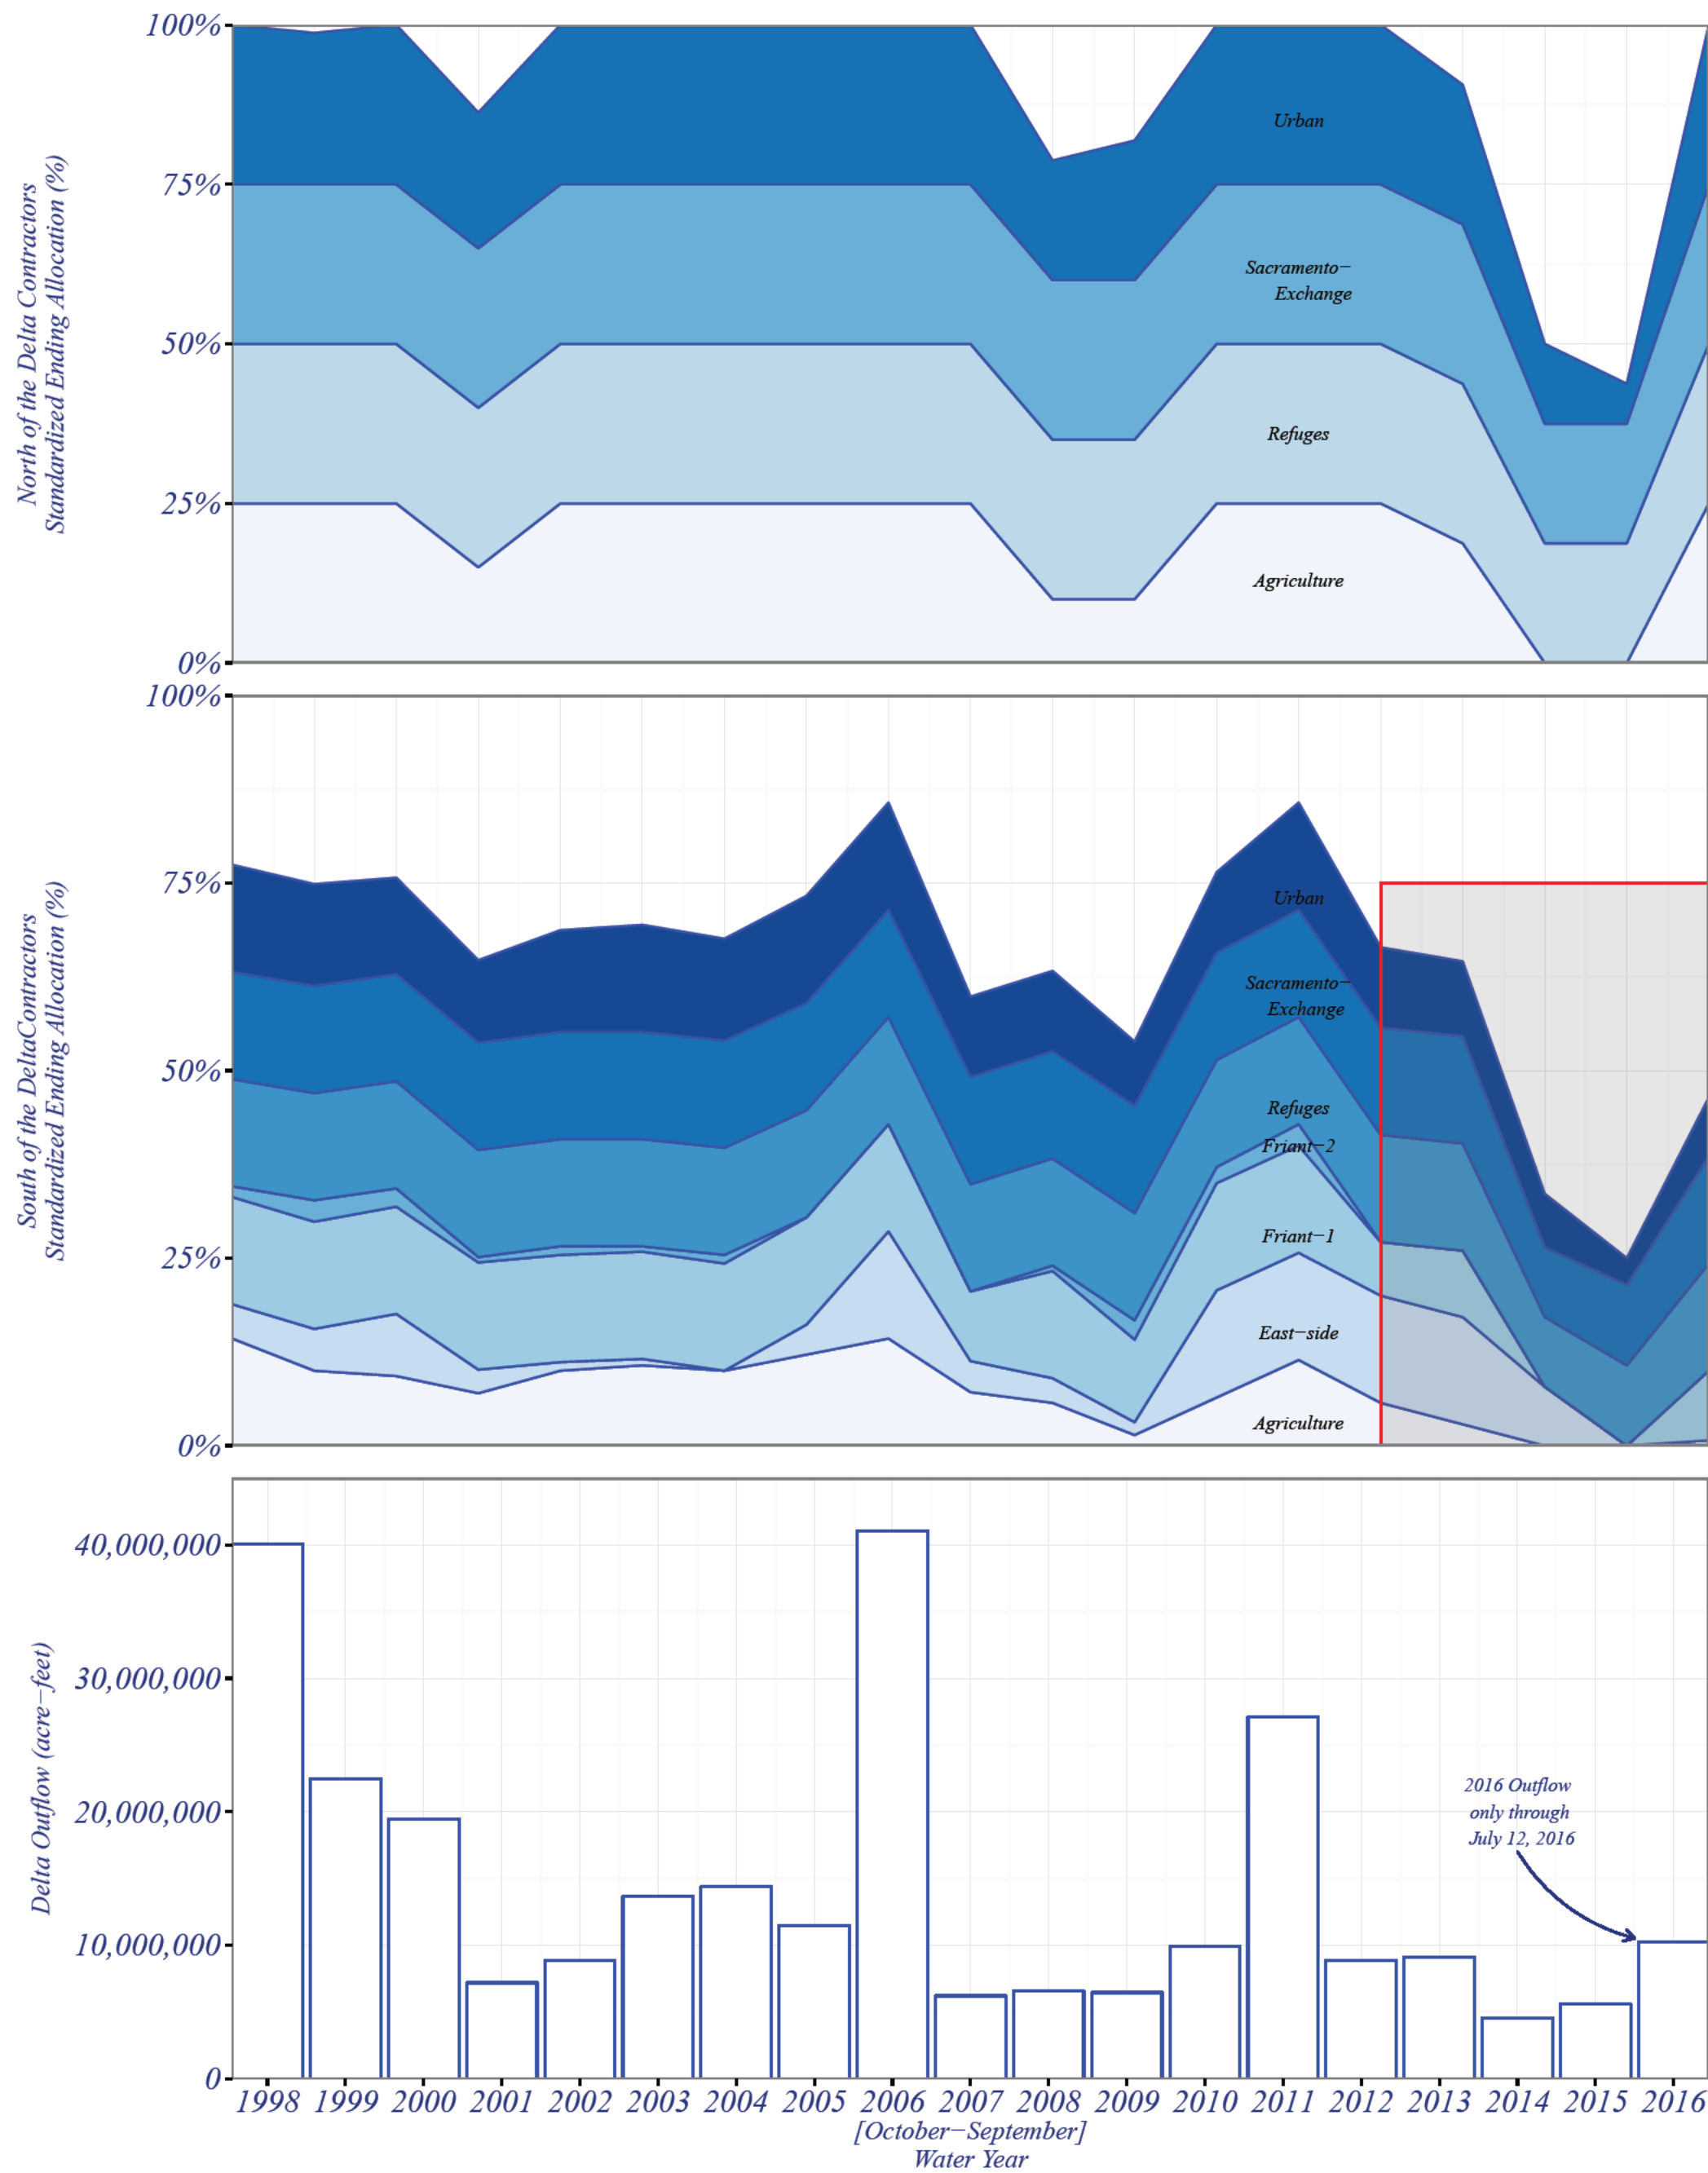 North of the Delta Contractors
Standardized Ending Allocation (%)
100%
75%
50%
25%
0%
Urban
Sacramento−
Exchange
Refuges
Agriculture
South of the DeltaContractors
Standardized Ending Allocation (%)
100%
75%
50%
25%
0%
Urban
Sacramento−
Exchange
Refuges
Friant−2
Friant−1
East−side
Agriculture
Delta Outflow (acre−feet)
40,000,000
30,000,000
20,000,000
10,000,000
0
2016 Outflow
only through
July 12, 2016
1998 1999 2000 2001 2002 2003 2004 2005 2006 2007 2008 2009 2010 2011 2012 2013 2014 2015 2016
[October−September]
Water Year